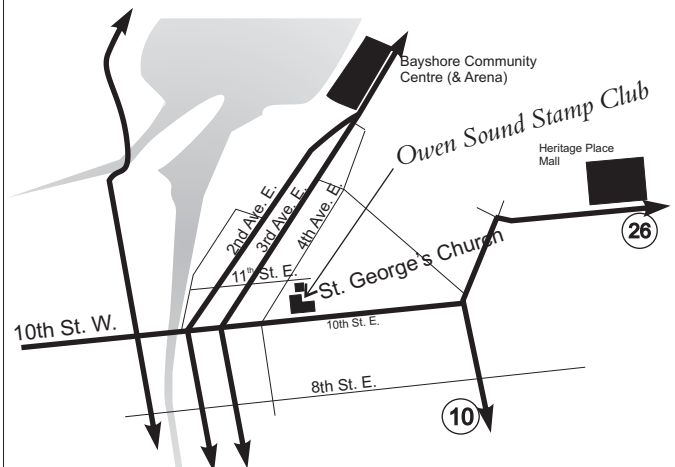 Bayshore Community
Centre (& Arena)
Owen Sound Stamp Club
Heritage Place
Mall
26
2nd Ave. E.
3rd Ave. E.
4th Ave. E.
11th St. E.
St. George's Church
10th St. W.
10th St. E.
8th St. E.
10